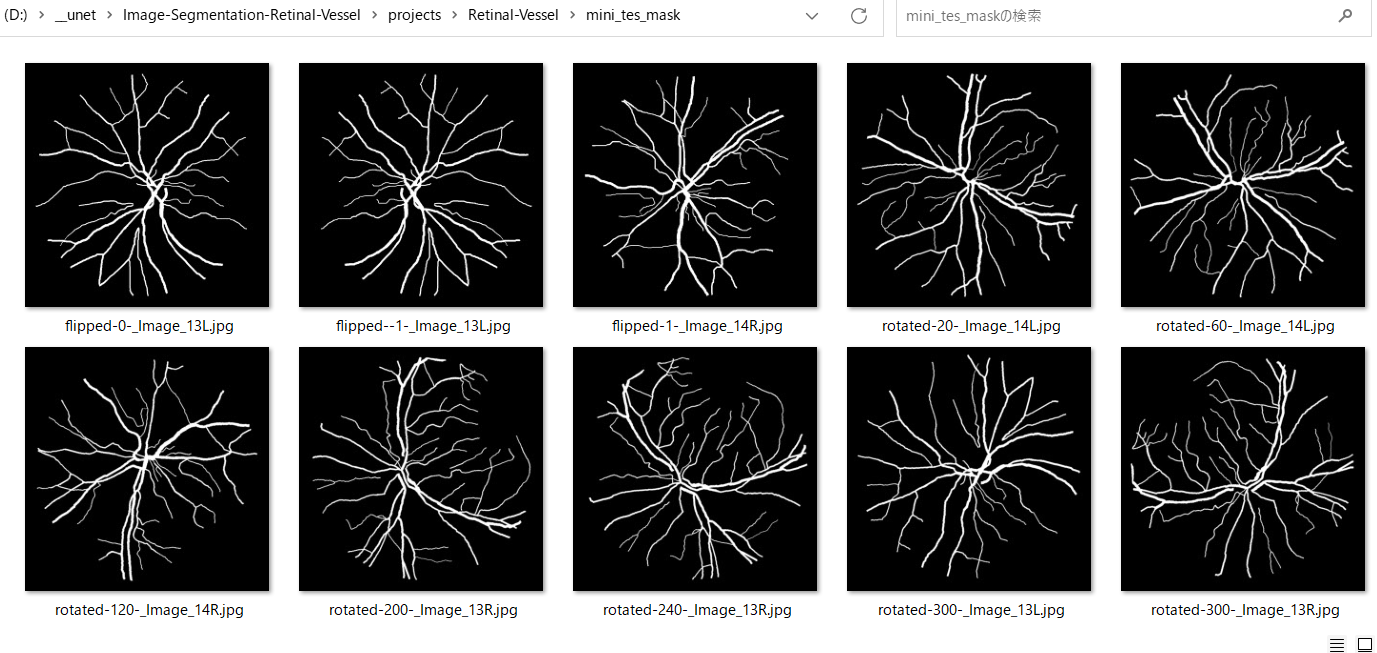 (D:) > __unet > Image-Segmentation-Retinal-Vessel > projects > Retinal-Vessel > mini_tes_mask
mini_tes_maskの検索
flipped-0-_Image_13L.jpg
flipped--1-_Image_13L.jpg
flipped-1-_Image_14R.jpg
rotated-20-_Image_14L.jpg
rotated-60-_Image_14L.jpg
rotated-120-_Image_14R.jpg
rotated-200-_Image_13R.jpg
rotated-240-_Image_13R.jpg
rotated-300-_Image_13L.jpg
rotated-300-_Image_13R.jpg